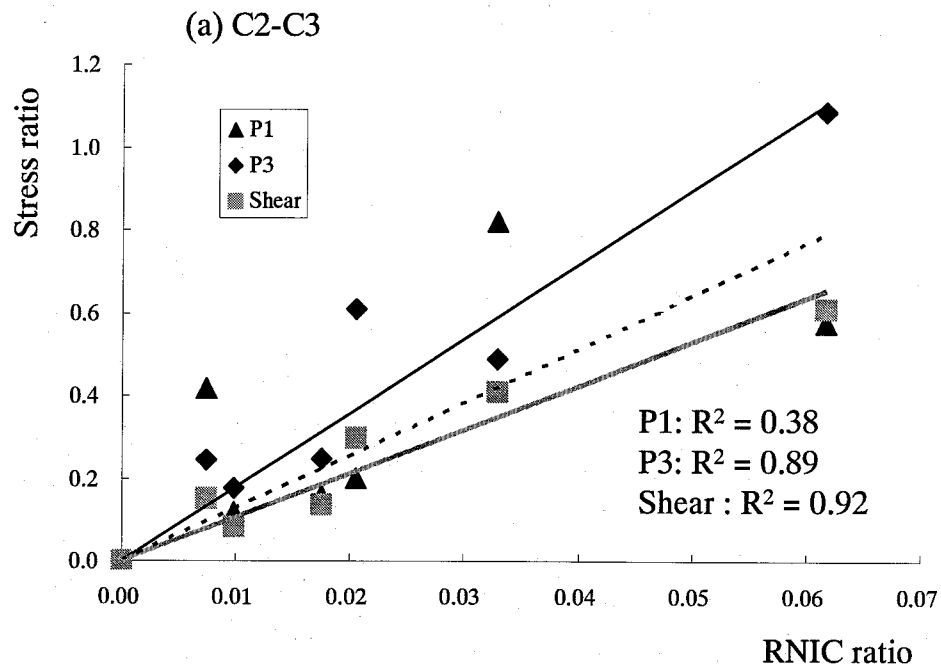 (a) C2-C3
Stress ratio
1.2
1.0
0.8
0.6
0.4
0.2
0.0
P1
P3
Shear
P1: R² = 0.38
P3: R² = 0.89
Shear : R² = 0.92
0.00 0.01 0.02 0.03 0.04 0.05 0.06 0.07
RNIC ratio